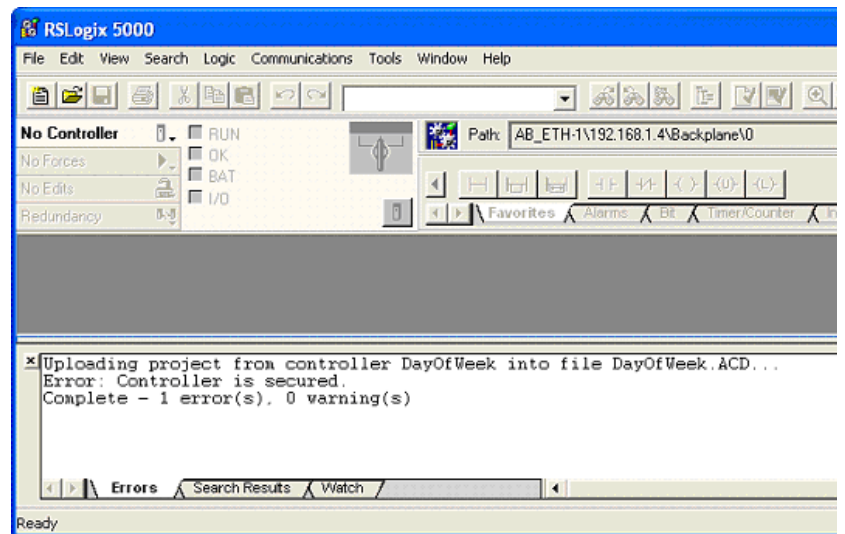 RSLogix 5000
File Edit View Search Logic Communications Tools Window Help
No Controller
RUN
Path: AB_ETH-1\192.168.1.4\Backplane\0
No Forces
OK
No Edits
BAT
Redundancy
I/O
Favorites Alarms Bit Timer/Counter
Uploading project from controller DayOfWeek into file DayOfWeek.ACD...
Error: Controller is secured.
Complete - 1 error(s), 0 warning(s)
Errors Search Results Watch
Ready